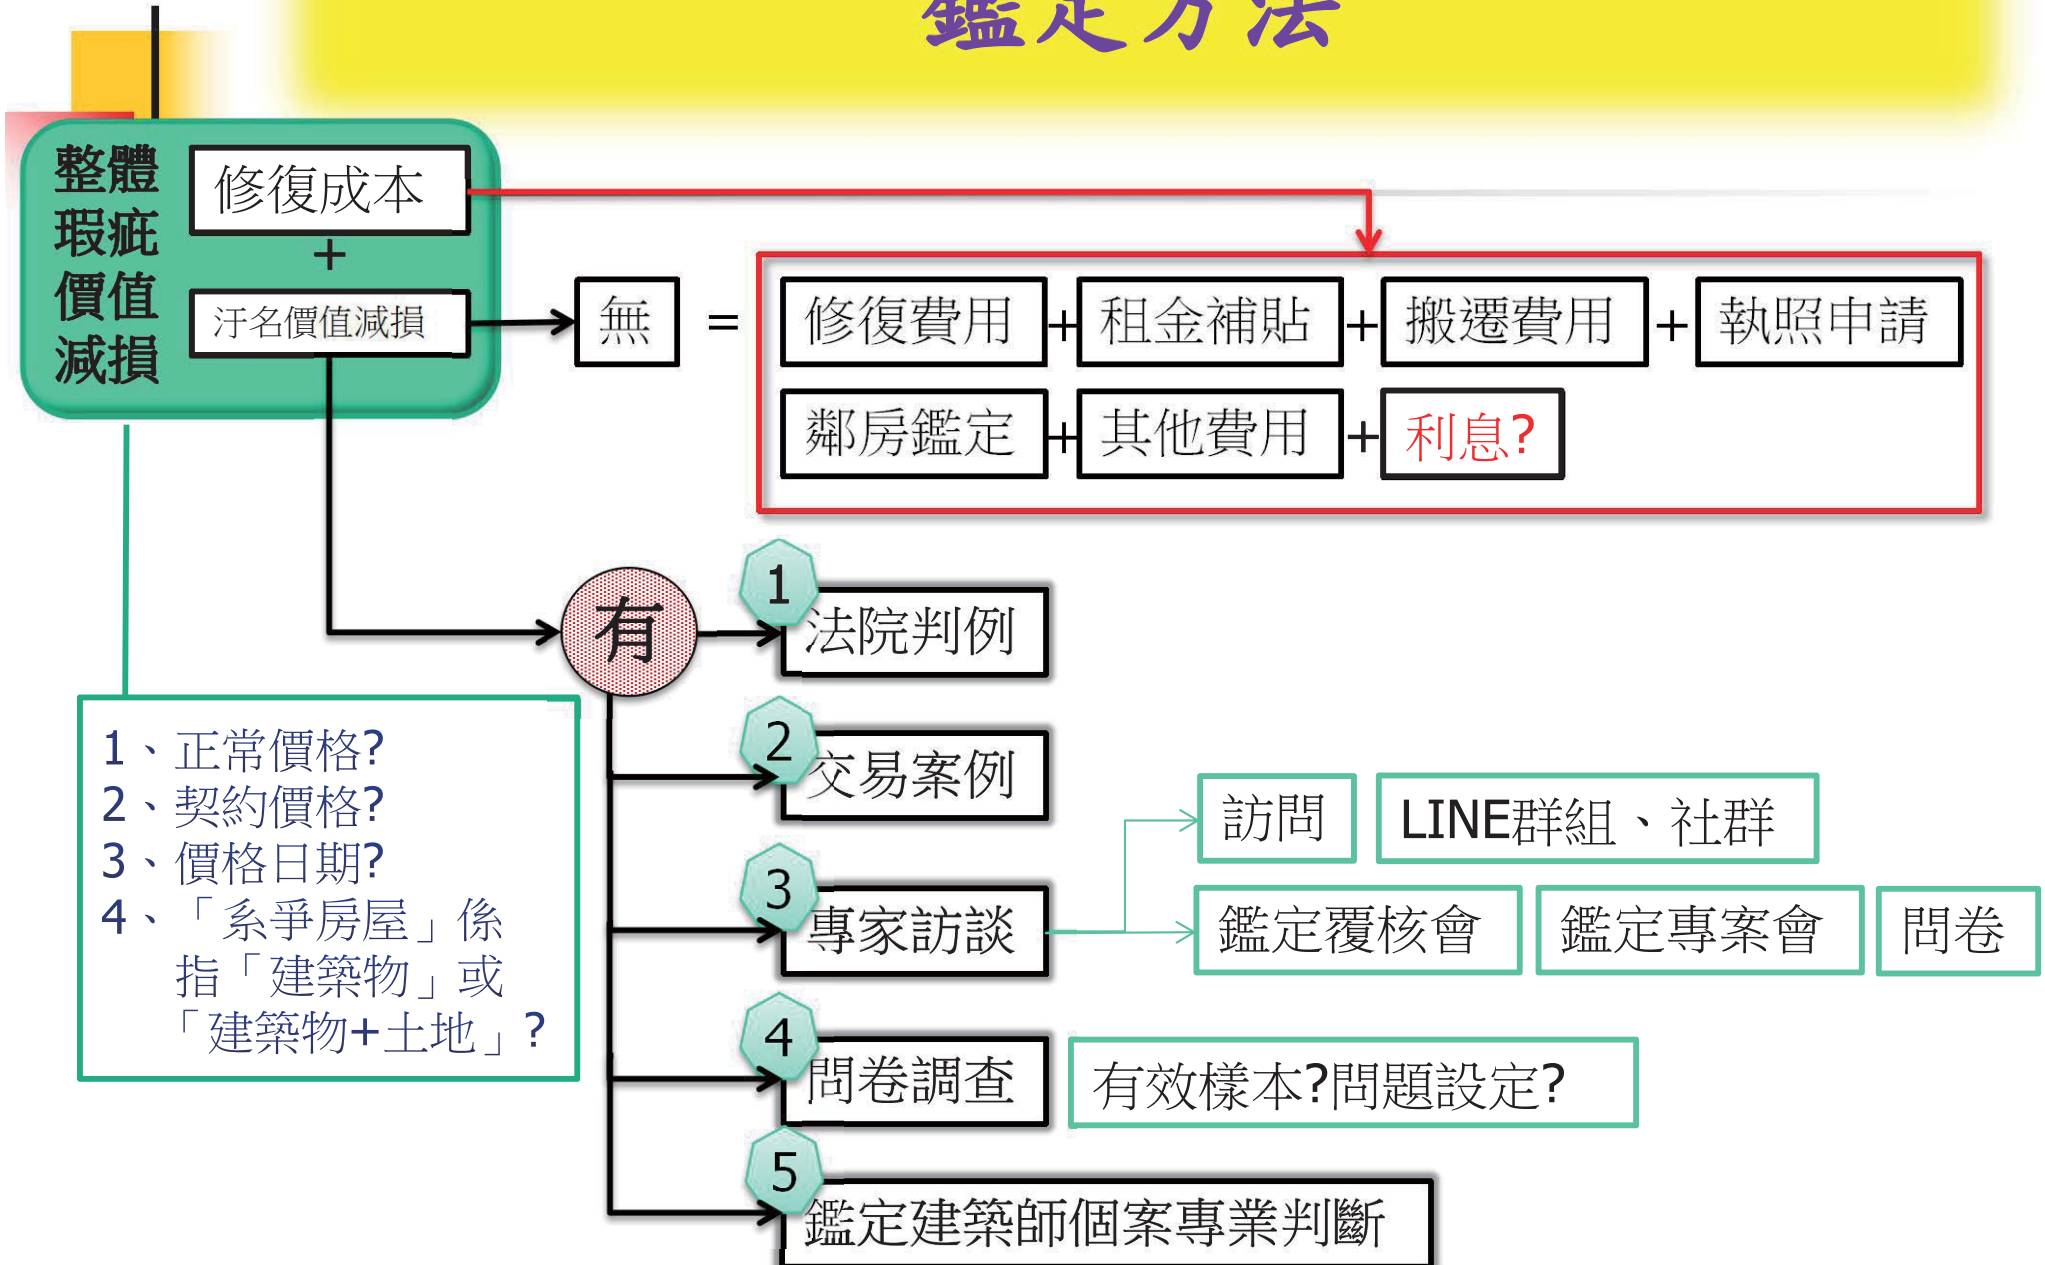 鑑定方法
整體
瑕疵
價值
減損
修復成本
+
汙名價值減損
無
=
修復費用
+
租金補貼
+
搬遷費用
+
執照申請
鄰房鑑定
+
其他費用
+
利息?
有
1
法院判例
2
交易案例
3
專家訪談
訪問
LINE群組、社群
鑑定覆核會
鑑定專案會
問卷
4
問卷調查
有效樣本?問題設定?
5
鑑定建築師個案專業判斷
1、正常價格?
2、契約價格?
3、價格日期?
4、「系爭房屋」係
指「建築物」或
「建築物+土地」?